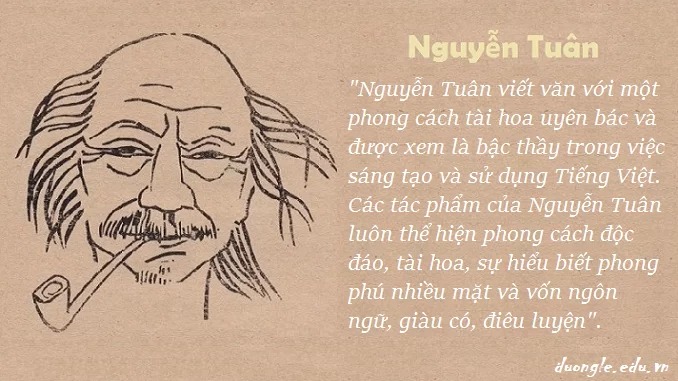 Nguyễn Tuân
"Nguyễn Tuân viết văn với một
phong cách tài hoa uyên bác và
được xem là bậc thầy trong việc
sáng tạo và sử dụng Tiếng Việt.
Các tác phẩm của Nguyễn Tuân
luôn thể hiện phong cách độc
đáo, tài hoa, sự hiểu biết phong
phú nhiều mặt và vốn ngôn
ngữ, giàu có, điêu luyện".
duongle.edu.vn